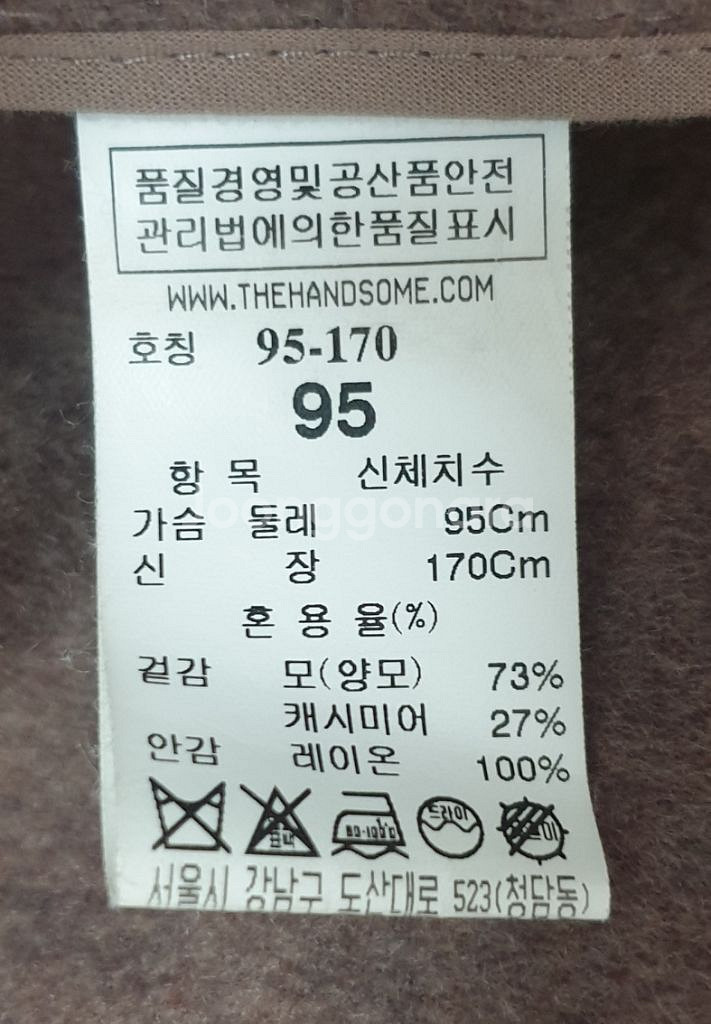 품질경영및공산품안전
관리법에의한품질표시
WWW.THEHANDSOME.COM
호칭 95-170
95
항 목 신체치수
가슴 둘레 95Cm
신 장 170Cm
혼 용 율(%)
겉감 모(양모) 73%
캐시미어 27%
안감 레이온 100%
표백 드라이
서울시 강남구 도산대로 523(청담동)